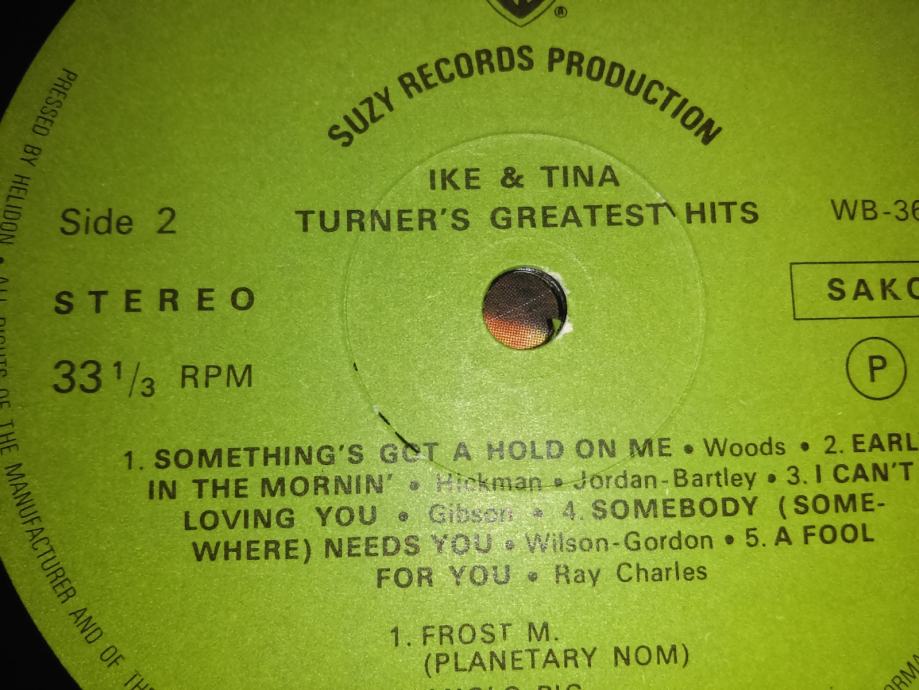 ®
SUZY RECORDS PRODUCTION
IKE & TINA
TURNER'S GREATEST HITS
Side 2
WB-36
STEREO
SAKO
33 1/3 RPM
P
1. SOMETHING'S GOT A HOLD ON ME • Woods • 2. EARL
IN THE MORNIN' • Hickman • Jordan-Bartley • 3. I CAN'T
LOVING YOU • Gibson • 4. SOMEBODY (SOME-
WHERE) NEEDS YOU • Wilson-Gordon • 5. A FOOL
FOR YOU • Ray Charles
1. FROST M.
(PLANETARY NOM)
PRESSED BY HELIDON • ALL RIGHTS OF THE MANUFACTURER AND OF THE